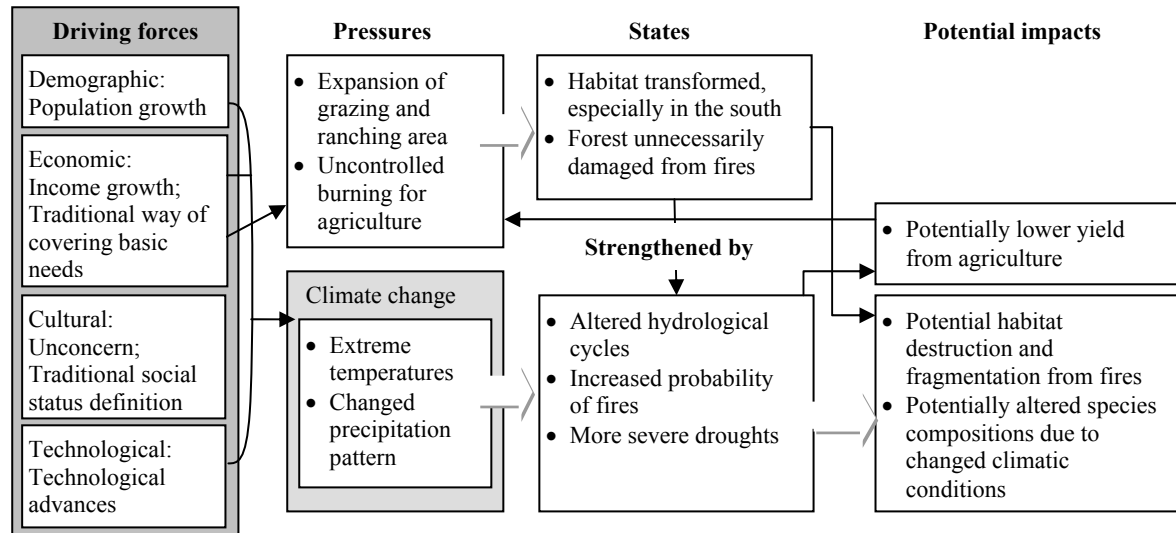 Driving forces
Demographic:
Population growth
Economic:
Income growth;
Traditional way of
covering basic
needs
Cultural:
Unconcern;
Traditional social
status definition
Technological:
Technological
advances
Pressures
• Expansion of
grazing and
ranching area
• Uncontrolled
burning for
agriculture
Climate change
• Extreme
temperatures
• Changed
precipitation
pattern
States
• Habitat transformed,
especially in the south
• Forest unnecessarily
damaged from fires
Strengthened by
• Altered hydrological
cycles
• Increased probability
of fires
• More severe droughts
Potential impacts
• Potentially lower yield
from agriculture
• Potential habitat
destruction and
fragmentation from fires
• Potentially altered species
compositions due to
changed climatic
conditions